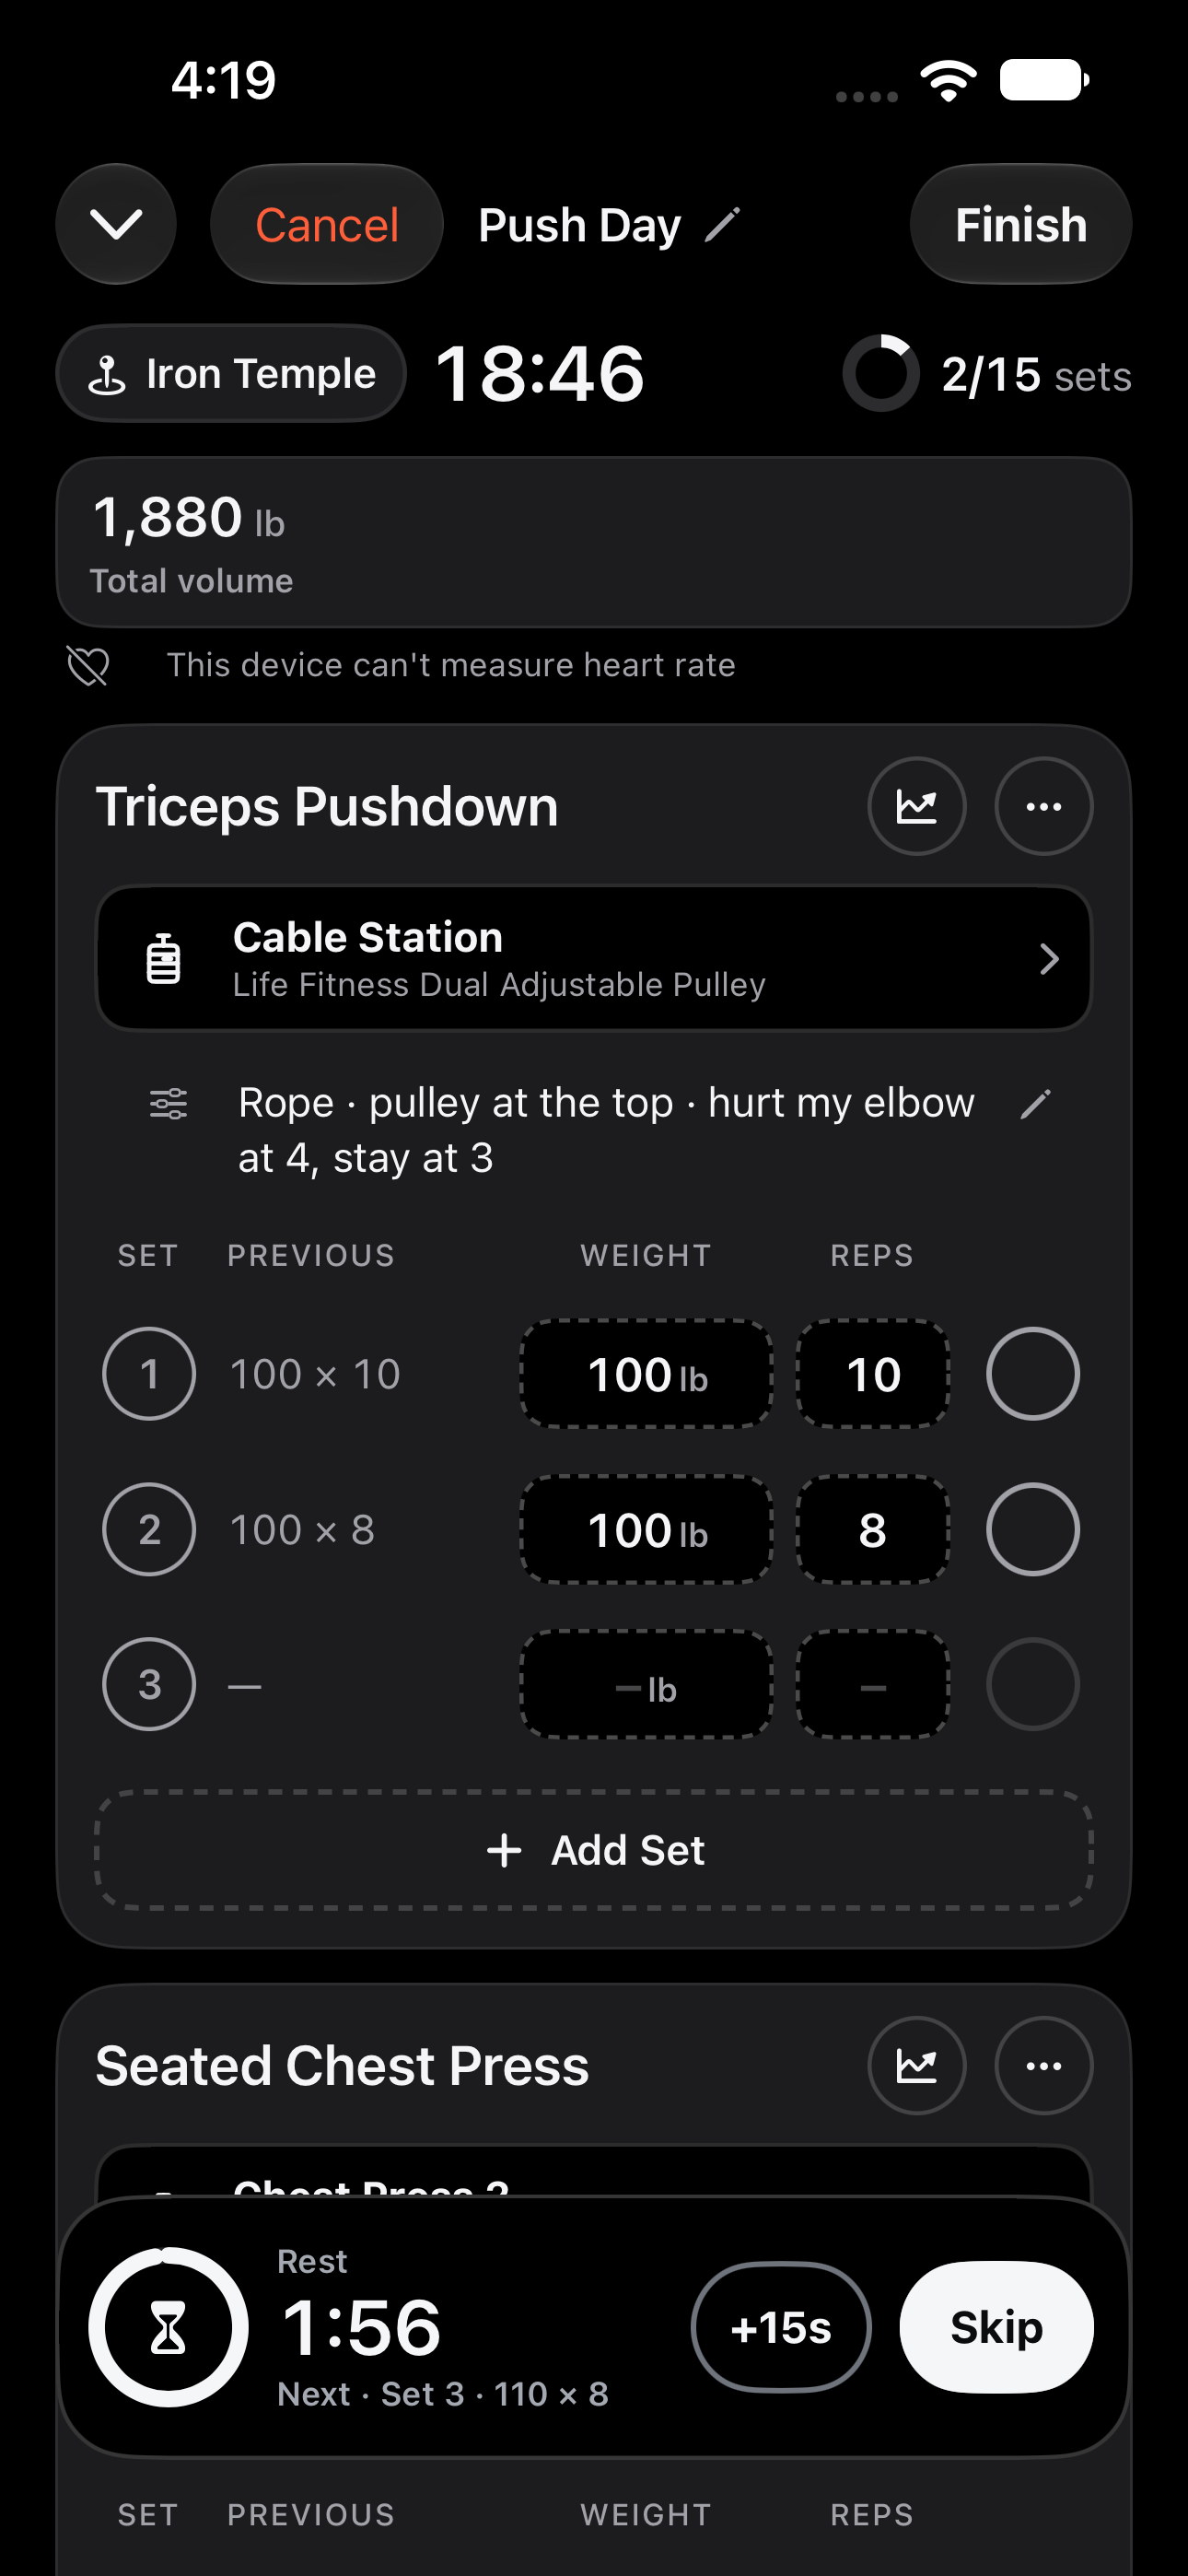 4:19
Cancel
Push Day
Finish
Iron Temple
18:46
2/15 sets
1,880 lb
Total volume
This device can't measure heart rate
Triceps Pushdown
Cable Station
Life Fitness Dual Adjustable Pulley
Rope · pulley at the top · hurt my elbow
at 4, stay at 3
SET PREVIOUS WEIGHT REPS
1 100 × 10 100 lb 10
2 100 × 8 100 lb 8
3 — – lb –
+ Add Set
Seated Chest Press
Chest Press 2
Rest
1:56
Next · Set 3 · 110 × 8
+15s
Skip
SET PREVIOUS WEIGHT REPS